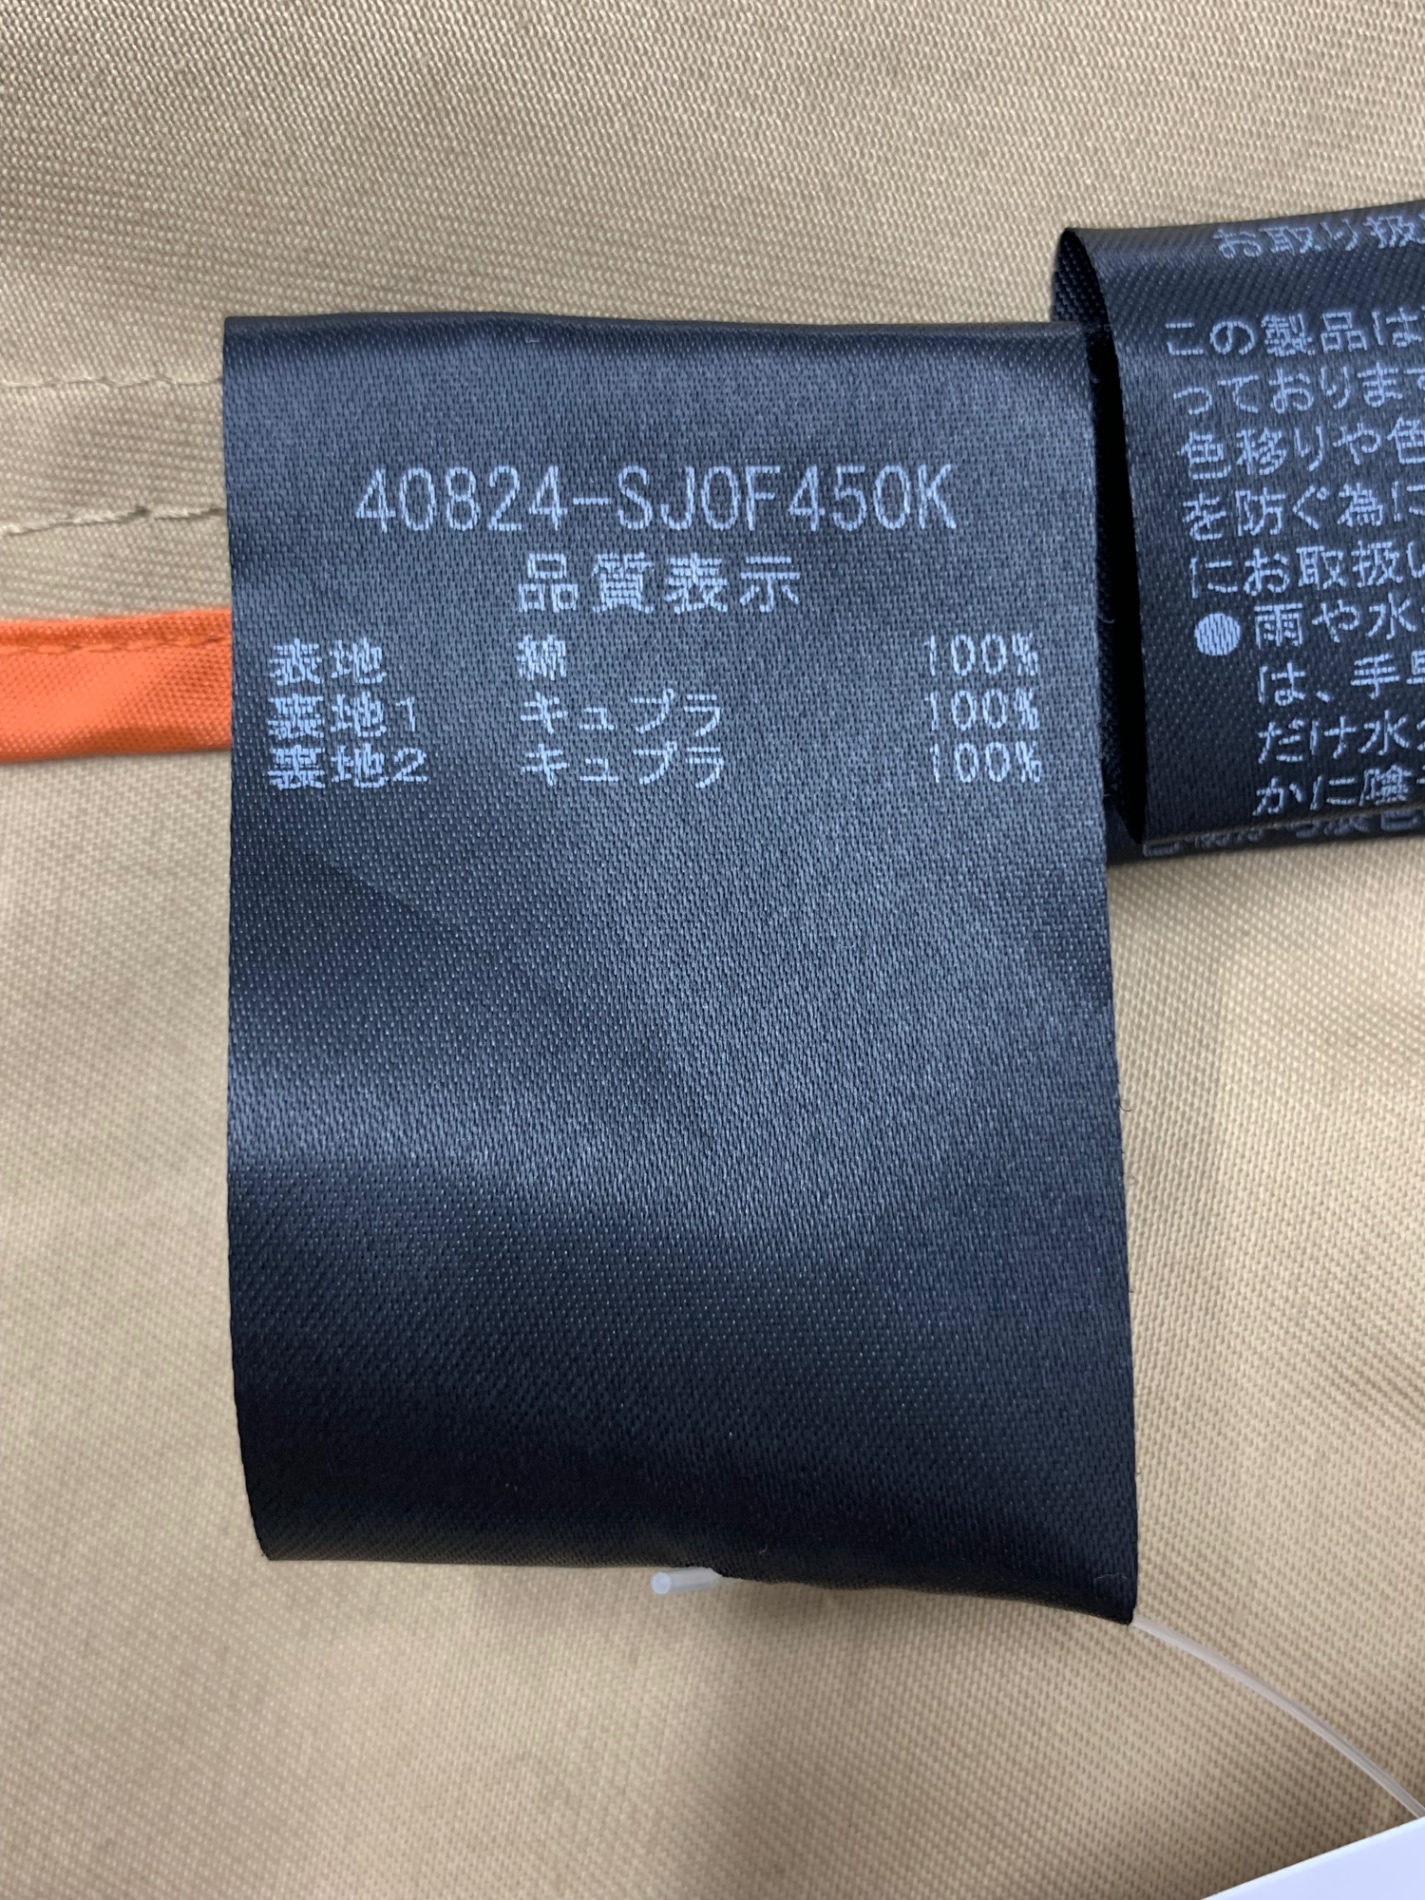 40824-SJ0F450K
品質表示
表地 綿 100%
裏地1 キュプラ 100%
裏地2 キュプラ 100%
お取り扱
この製品は
っております
色移りや色
を防ぐ為に
にお取扱い
●雨や水
は、手早
だけ水
かに陰